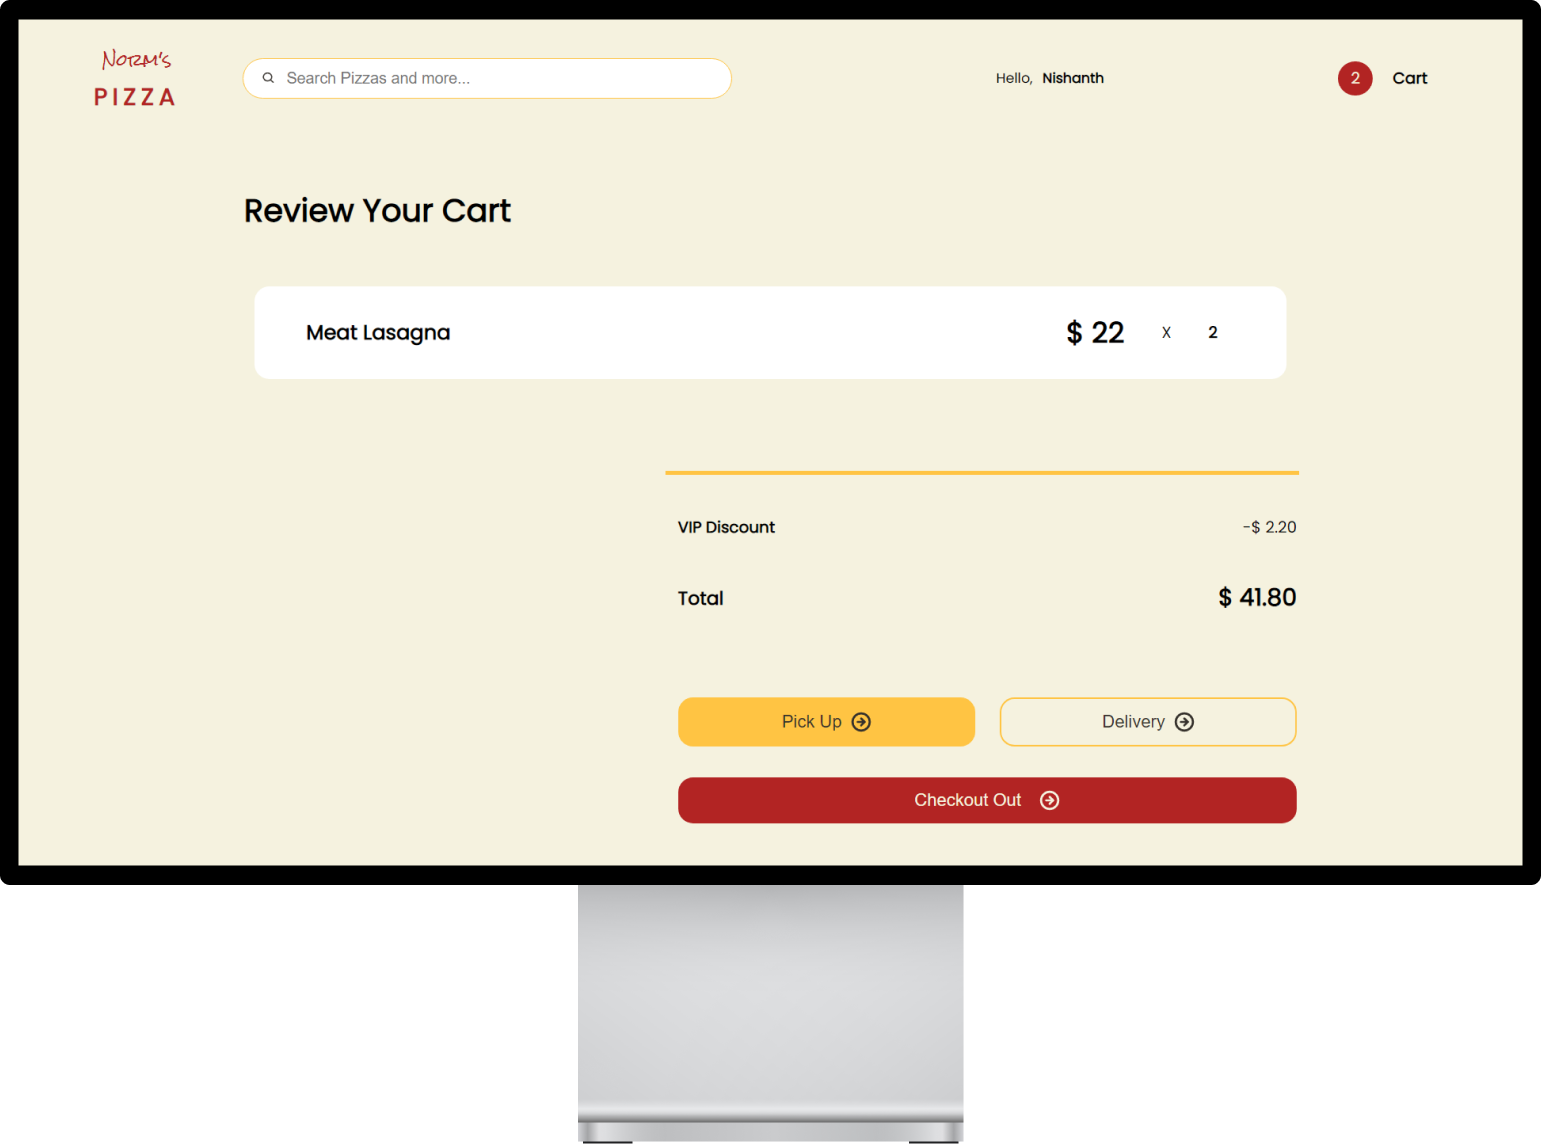 Norm's
PIZZA
Search Pizzas and more...
Hello, Nishanth
2 Cart
Review Your Cart
Meat Lasagna $ 22 X 2
VIP Discount -$ 2.20
Total $ 41.80
Pick Up Delivery
Checkout Out